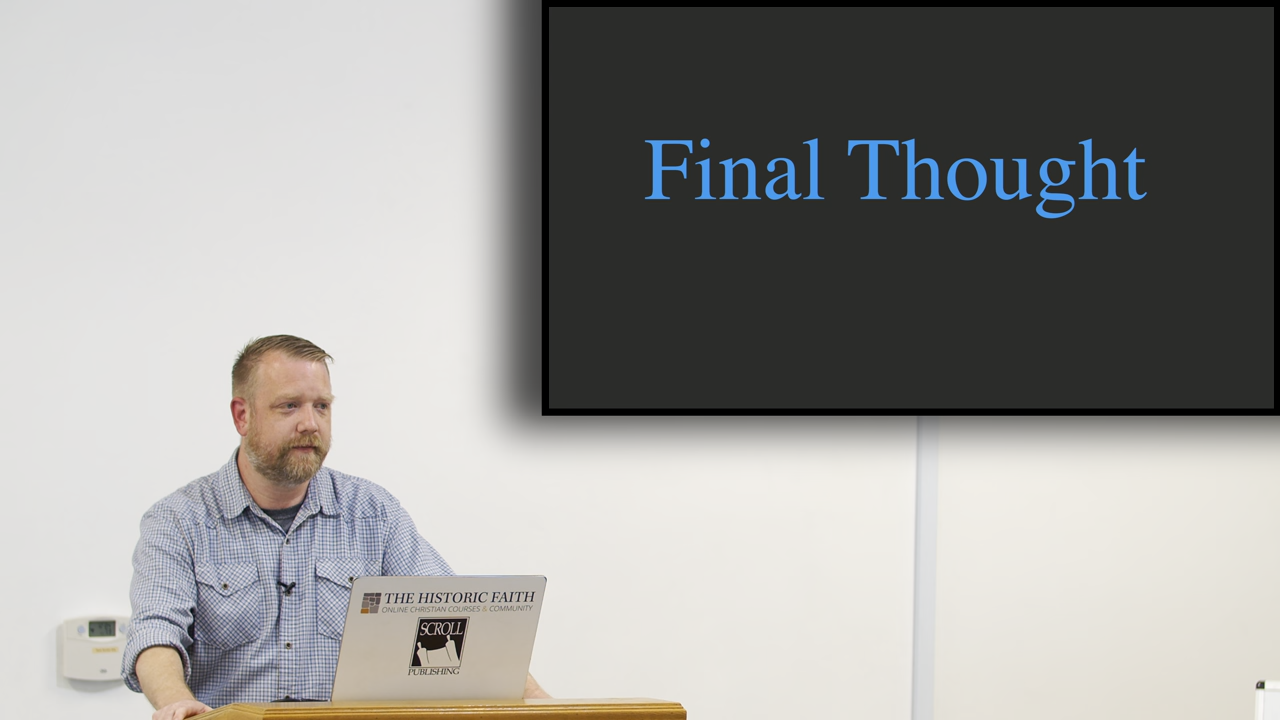 Final Thought
THE HISTORIC FAITH
ONLINE CHRISTIAN COURSES & COMMUNITY
SCROLL
PUBLISHING